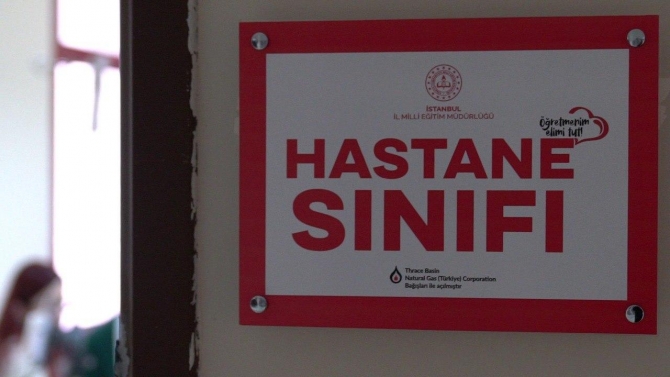 İSTANBUL
İL MİLLİ EĞİTİM MÜDÜRLÜĞÜ
Öğretmenim
elimi tut!
HASTANE
SINIFI
Thrace Basin
Natural Gas (Türkiye) Corporation
Bağışları ile açılmıştır